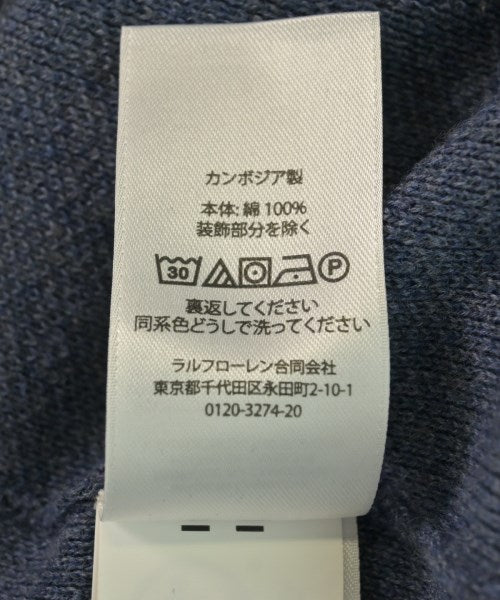 カンボジア製
本体: 綿 100%
装飾部分を除く
30 P
裏返してください
同系色どうしで洗ってください
ラルフローレン合同会社
東京都千代田区永田町2-10-1
0120-3274-20